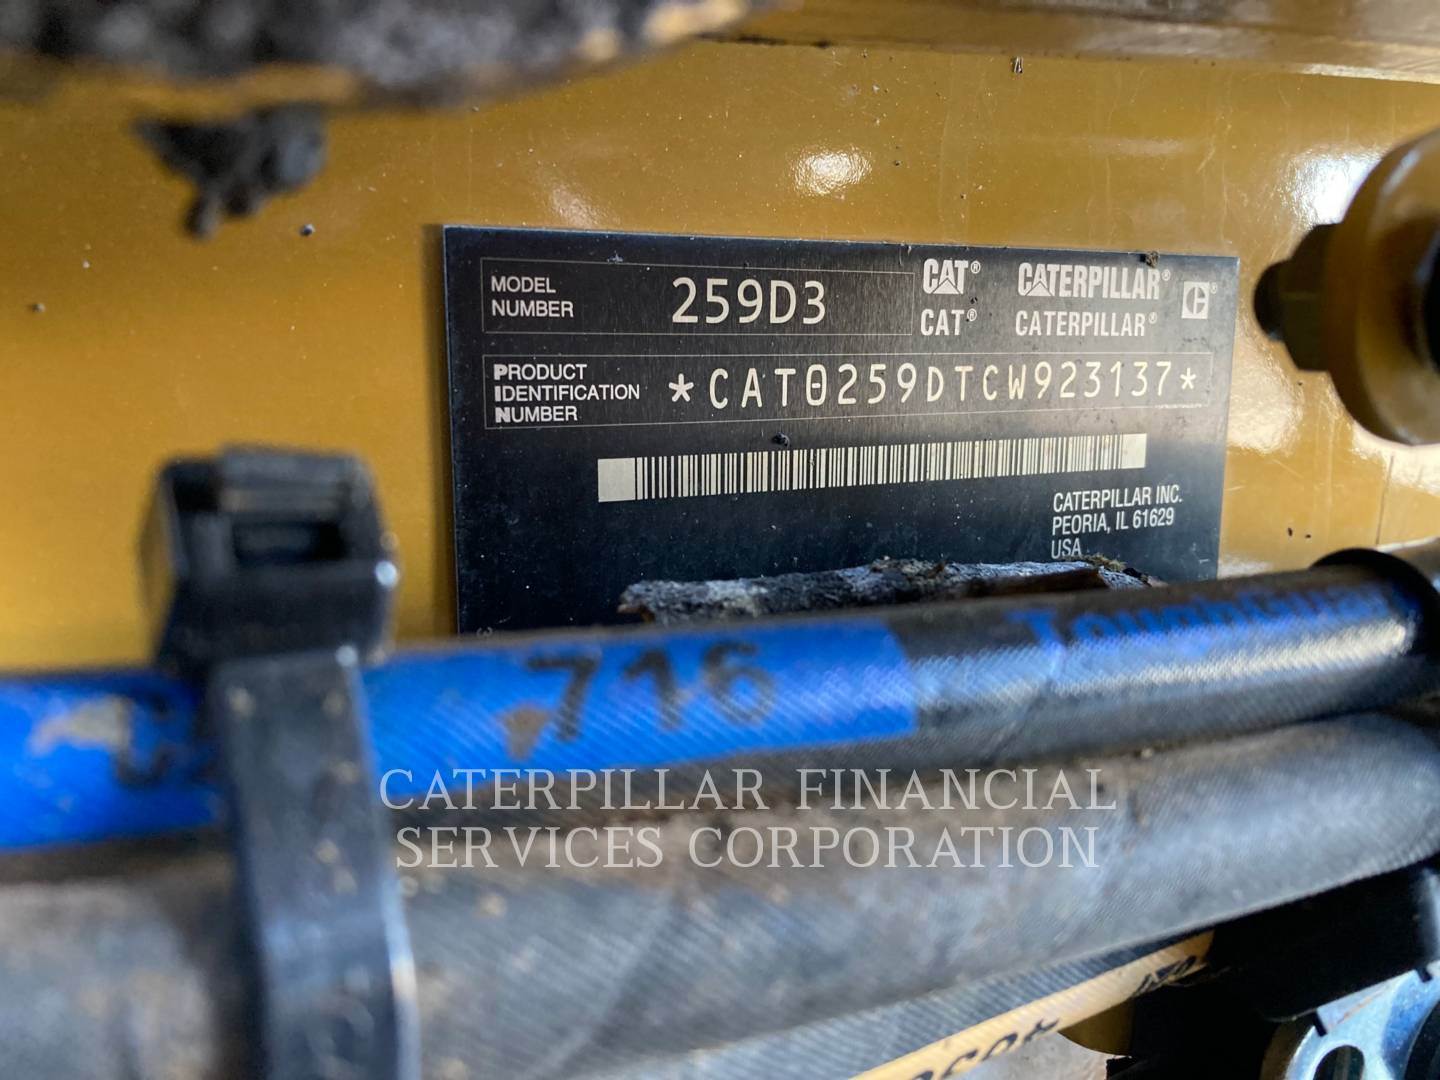 MODEL NUMBER 259D3
CAT® CATERPILLAR®
CAT® CATERPILLAR®
PRODUCT IDENTIFICATION NUMBER *CAT0259DTCW923137*
CATERPILLAR INC.
PEORIA, IL 61629
USA
716 ToughGuard
CATERPILLAR FINANCIAL
SERVICES CORPORATION